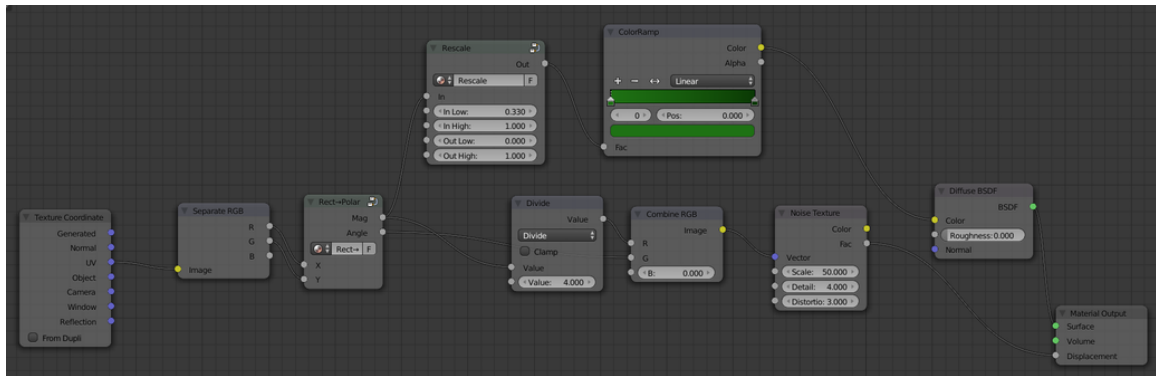 Texture Coordinate
Generated
Normal
UV
Object
Camera
Window
Reflection
From Dupli
Separate RGB
R
G
B
Image
Rect→Polar
Mag
Angle
Rect→ F
X
Y
Rescale
Out
Rescale F
In
In Low: 0.330
In High: 1.000
Out Low: 0.000
Out High: 1.000
ColorRamp
Color
Alpha
+ − ↔ Linear
0 Pos: 0.000
Fac
Divide
Value
Divide
Clamp
Value
Value: 4.000
Combine RGB
Image
R
G
B: 0.000
Noise Texture
Color
Fac
Vector
Scale: 50.000
Detail: 4.000
Distortio: 3.000
Diffuse BSDF
BSDF
Color
Roughness: 0.000
Normal
Material Output
Surface
Volume
Displacement